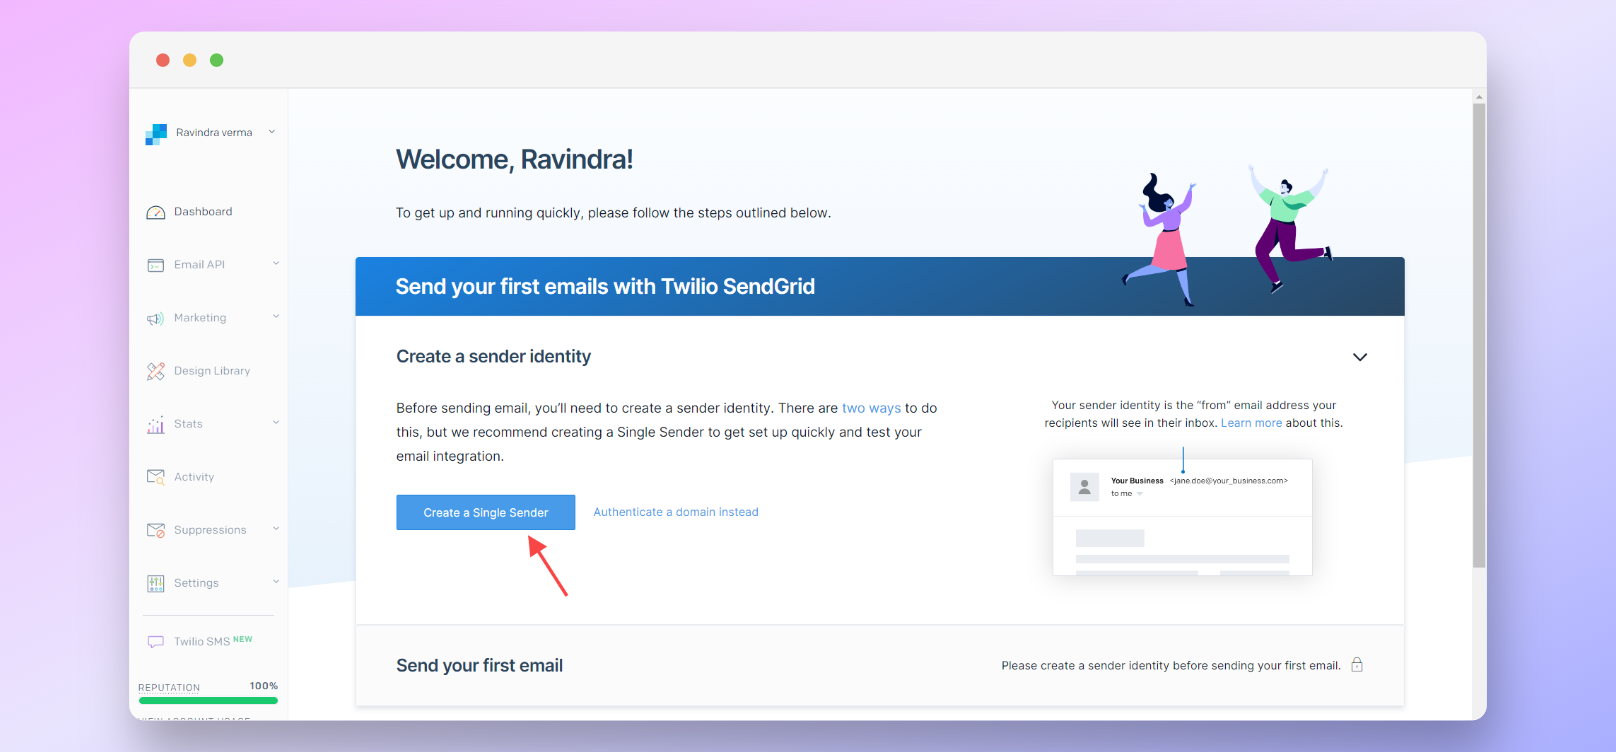 Ravindra verma
Dashboard
Email API
Marketing
Design Library
Stats
Activity
Suppressions
Settings
Twilio SMS NEW
REPUTATION 100%
VIEW ACCOUNT USAGE
Welcome, Ravindra!
To get up and running quickly, please follow the steps outlined below.
Send your first emails with Twilio SendGrid
Create a sender identity
Before sending email, you’ll need to create a sender identity. There are two ways to do
this, but we recommend creating a Single Sender to get set up quickly and test your
email integration.
Create a Single Sender
Authenticate a domain instead
Your sender identity is the “from” email address your
recipients will see in their inbox. Learn more about this.
Your Business <jane.doe@your_business.com>
to me
Send your first email
Please create a sender identity before sending your first email.